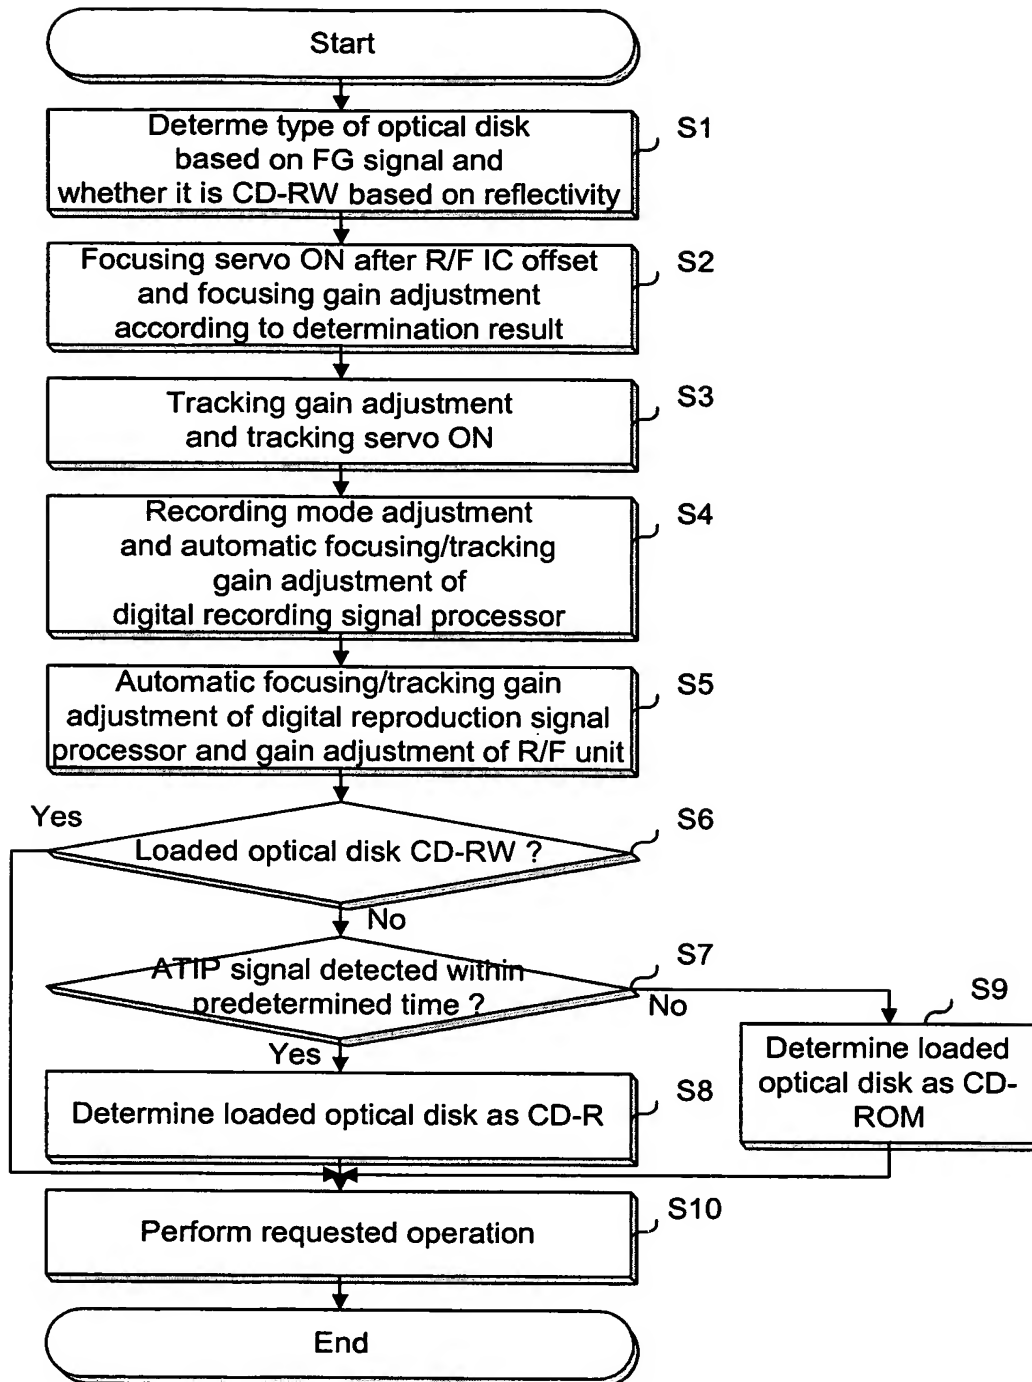 Start
Determe type of optical disk
based on FG signal and
whether it is CD-RW based on reflectivity
S1
Focusing servo ON after R/F IC offset
and focusing gain adjustment
according to determination result
S2
Tracking gain adjustment
and tracking servo ON
S3
Recording mode adjustment
and automatic focusing/tracking
gain adjustment of
digital recording signal processor
S4
Automatic focusing/tracking gain
adjustment of digital reproduction signal
processor and gain adjustment of R/F unit
S5
Yes
Loaded optical disk CD-RW ?
S6
No
ATIP signal detected within
predetermined time ?
S7
No
Yes
S9
Determine loaded
optical disk as CD-
ROM
Determine loaded optical disk as CD-R
S8
Perform requested operation
S10
End